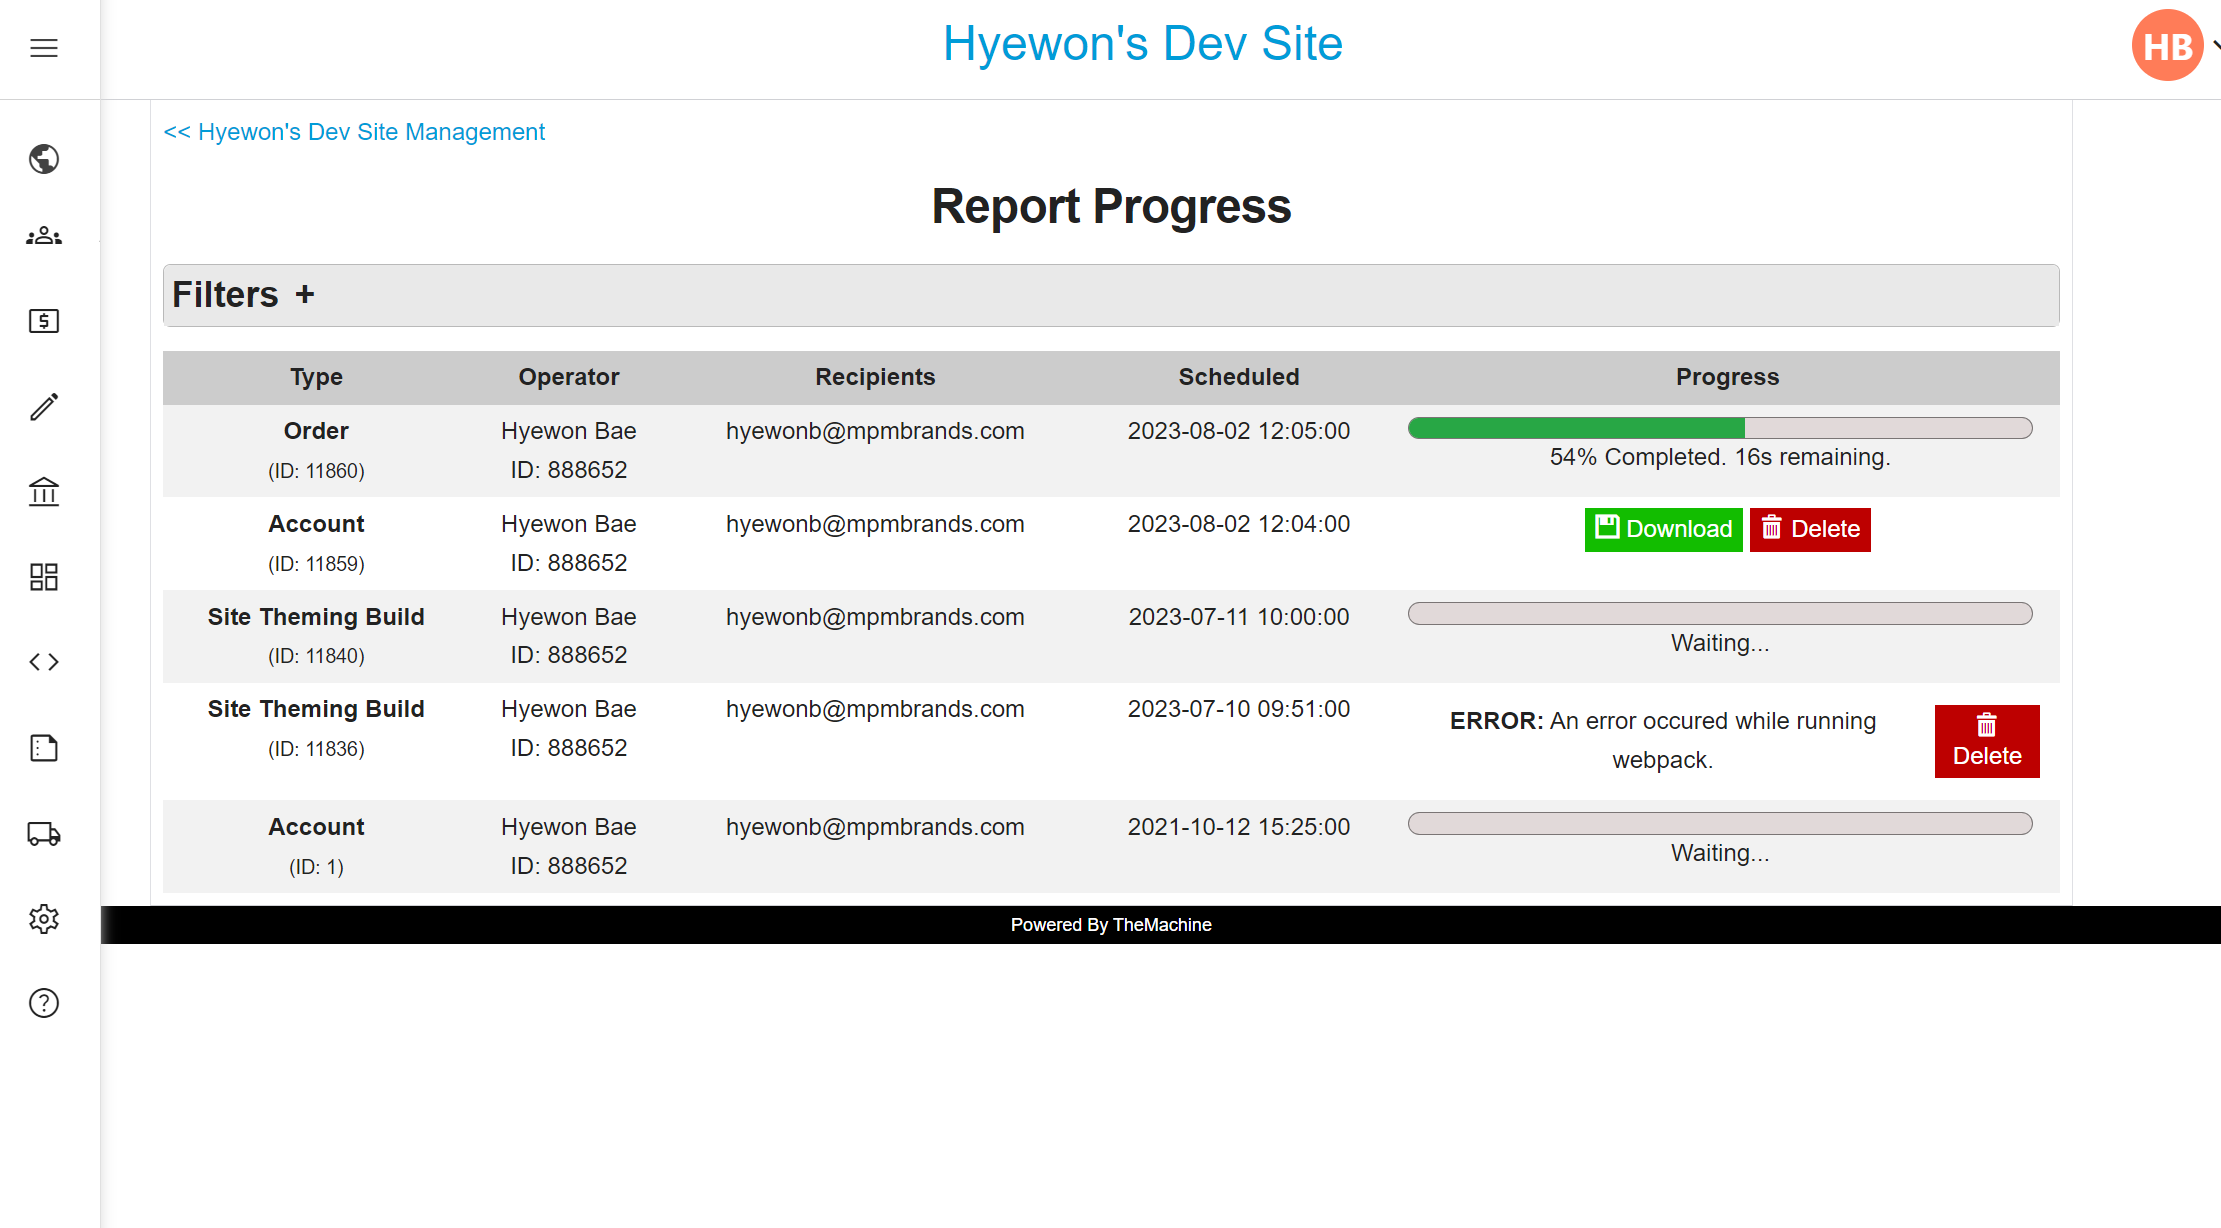 Hyewon's Dev Site
HB
<< Hyewon's Dev Site Management
Report Progress
Filters +
Type Operator Recipients Scheduled Progress
Order Hyewon Bae hyewonb@mpmbrands.com 2023-08-02 12:05:00
(ID: 11860) ID: 888652 54% Completed. 16s remaining.
Account Hyewon Bae hyewonb@mpmbrands.com 2023-08-02 12:04:00 Download Delete
(ID: 11859) ID: 888652
Site Theming Build Hyewon Bae hyewonb@mpmbrands.com 2023-07-11 10:00:00
(ID: 11840) ID: 888652 Waiting...
Site Theming Build Hyewon Bae hyewonb@mpmbrands.com 2023-07-10 09:51:00 ERROR: An error occured while running
(ID: 11836) ID: 888652 webpack. Delete
Account Hyewon Bae hyewonb@mpmbrands.com 2021-10-12 15:25:00
(ID: 1) ID: 888652 Waiting...
Powered By TheMachine